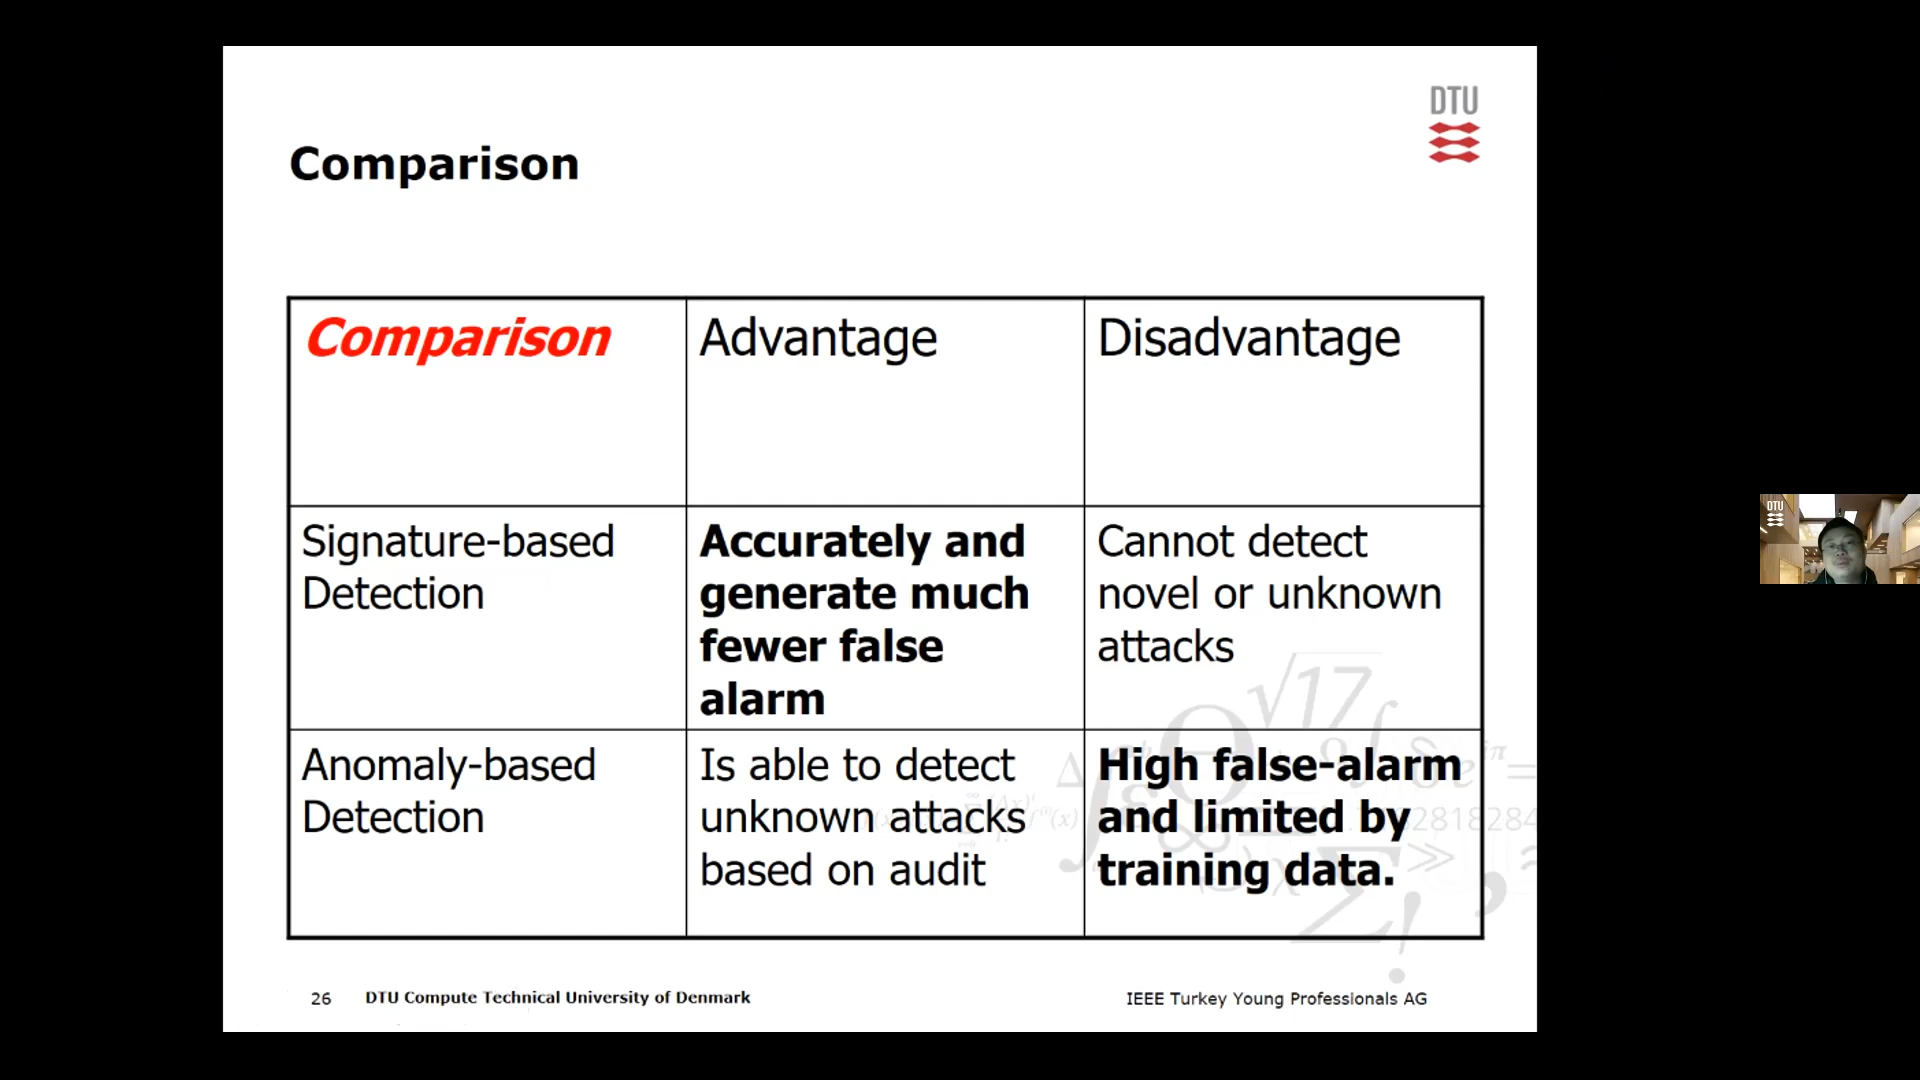 DTU
Comparison
Comparison
Advantage
Disadvantage
Signature-based
Detection
Accurately and
generate much
fewer false
alarm
Cannot detect
novel or unknown
attacks
Anomaly-based
Detection
Is able to detect
unknown attacks
based on audit
High false-alarm
and limited by
training data.
√17
26
DTU Compute Technical University of Denmark
IEEE Turkey Young Professionals AG
DTU